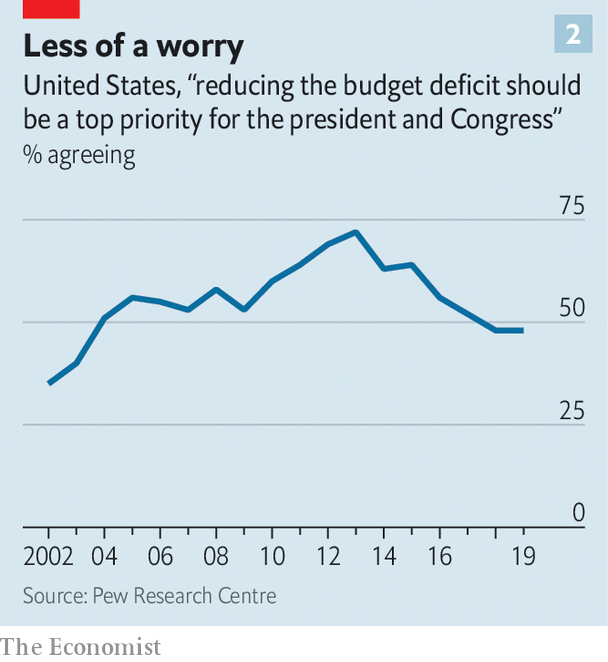 2
Less of a worry
United States, “reducing the budget deficit should
be a top priority for the president and Congress”
% agreeing
75
50
25
0
2002 04 06 08 10 12 14 16 19
Source: Pew Research Centre
The Economist